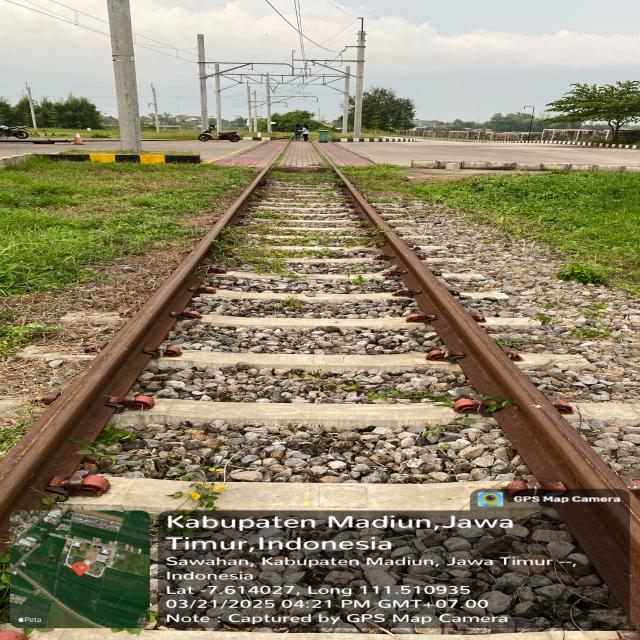 GPS Map Camera
Kabupaten Madiun,Jawa
Timur,Indonesia
Sawahan, Kabupaten Madiun, Jawa Timur --,
Indonesia
Lat -7.614027, Long 111.510935
03/21/2025 04:21 PM GMT+07.00
Note : Captured by GPS Map Camera
Peta